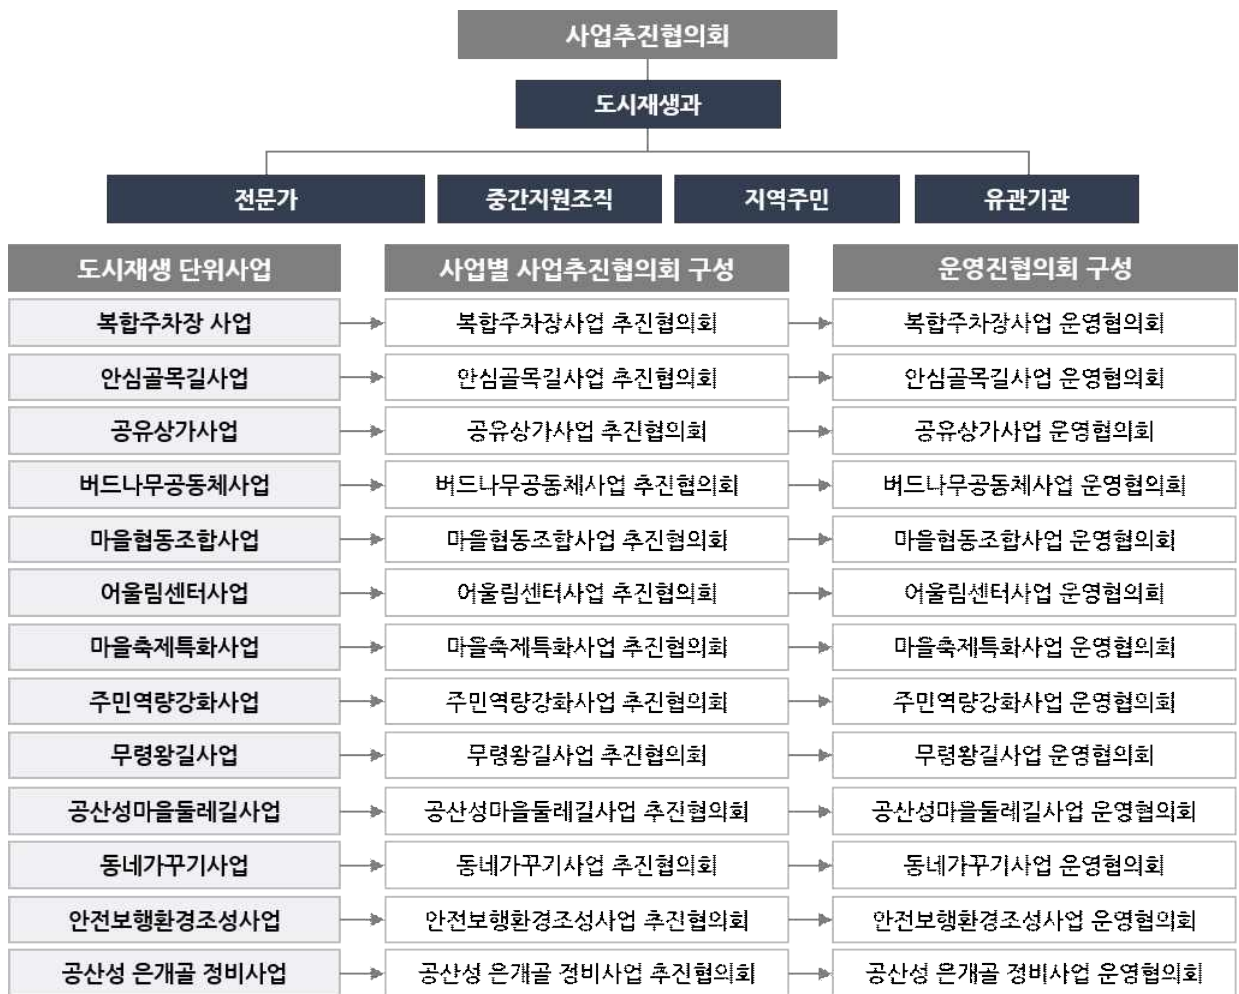 사업추진협의회
도시재생과
전문가 중간지원조직 지역주민 유관기관
도시재생 단위사업 사업별 사업추진협의회 구성 운영진협의회 구성
복합주차장 사업 복합주차장사업 추진협의회 복합주차장사업 운영협의회
안심골목길사업 안심골목길사업 추진협의회 안심골목길사업 운영협의회
공유상가사업 공유상가사업 추진협의회 공유상가사업 운영협의회
버드나무공동체사업 버드나무공동체사업 추진협의회 버드나무공동체사업 운영협의회
마을협동조합사업 마을협동조합사업 추진협의회 마을협동조합사업 운영협의회
어울림센터사업 어울림센터사업 추진협의회 어울림센터사업 운영협의회
마을축제특화사업 마을축제특화사업 추진협의회 마을축제특화사업 운영협의회
주민역량강화사업 주민역량강화사업 추진협의회 주민역량강화사업 운영협의회
무령왕길사업 무령왕길사업 추진협의회 무령왕길사업 운영협의회
공산성마을둘레길사업 공산성마을둘레길사업 추진협의회 공산성마을둘레길사업 운영협의회
동네가꾸기사업 동네가꾸기사업 추진협의회 동네가꾸기사업 운영협의회
안전보행환경조성사업 안전보행환경조성사업 추진협의회 안전보행환경조성사업 운영협의회
공산성 은개골 정비사업 공산성 은개골 정비사업 추진협의회 공산성 은개골 정비사업 운영협의회